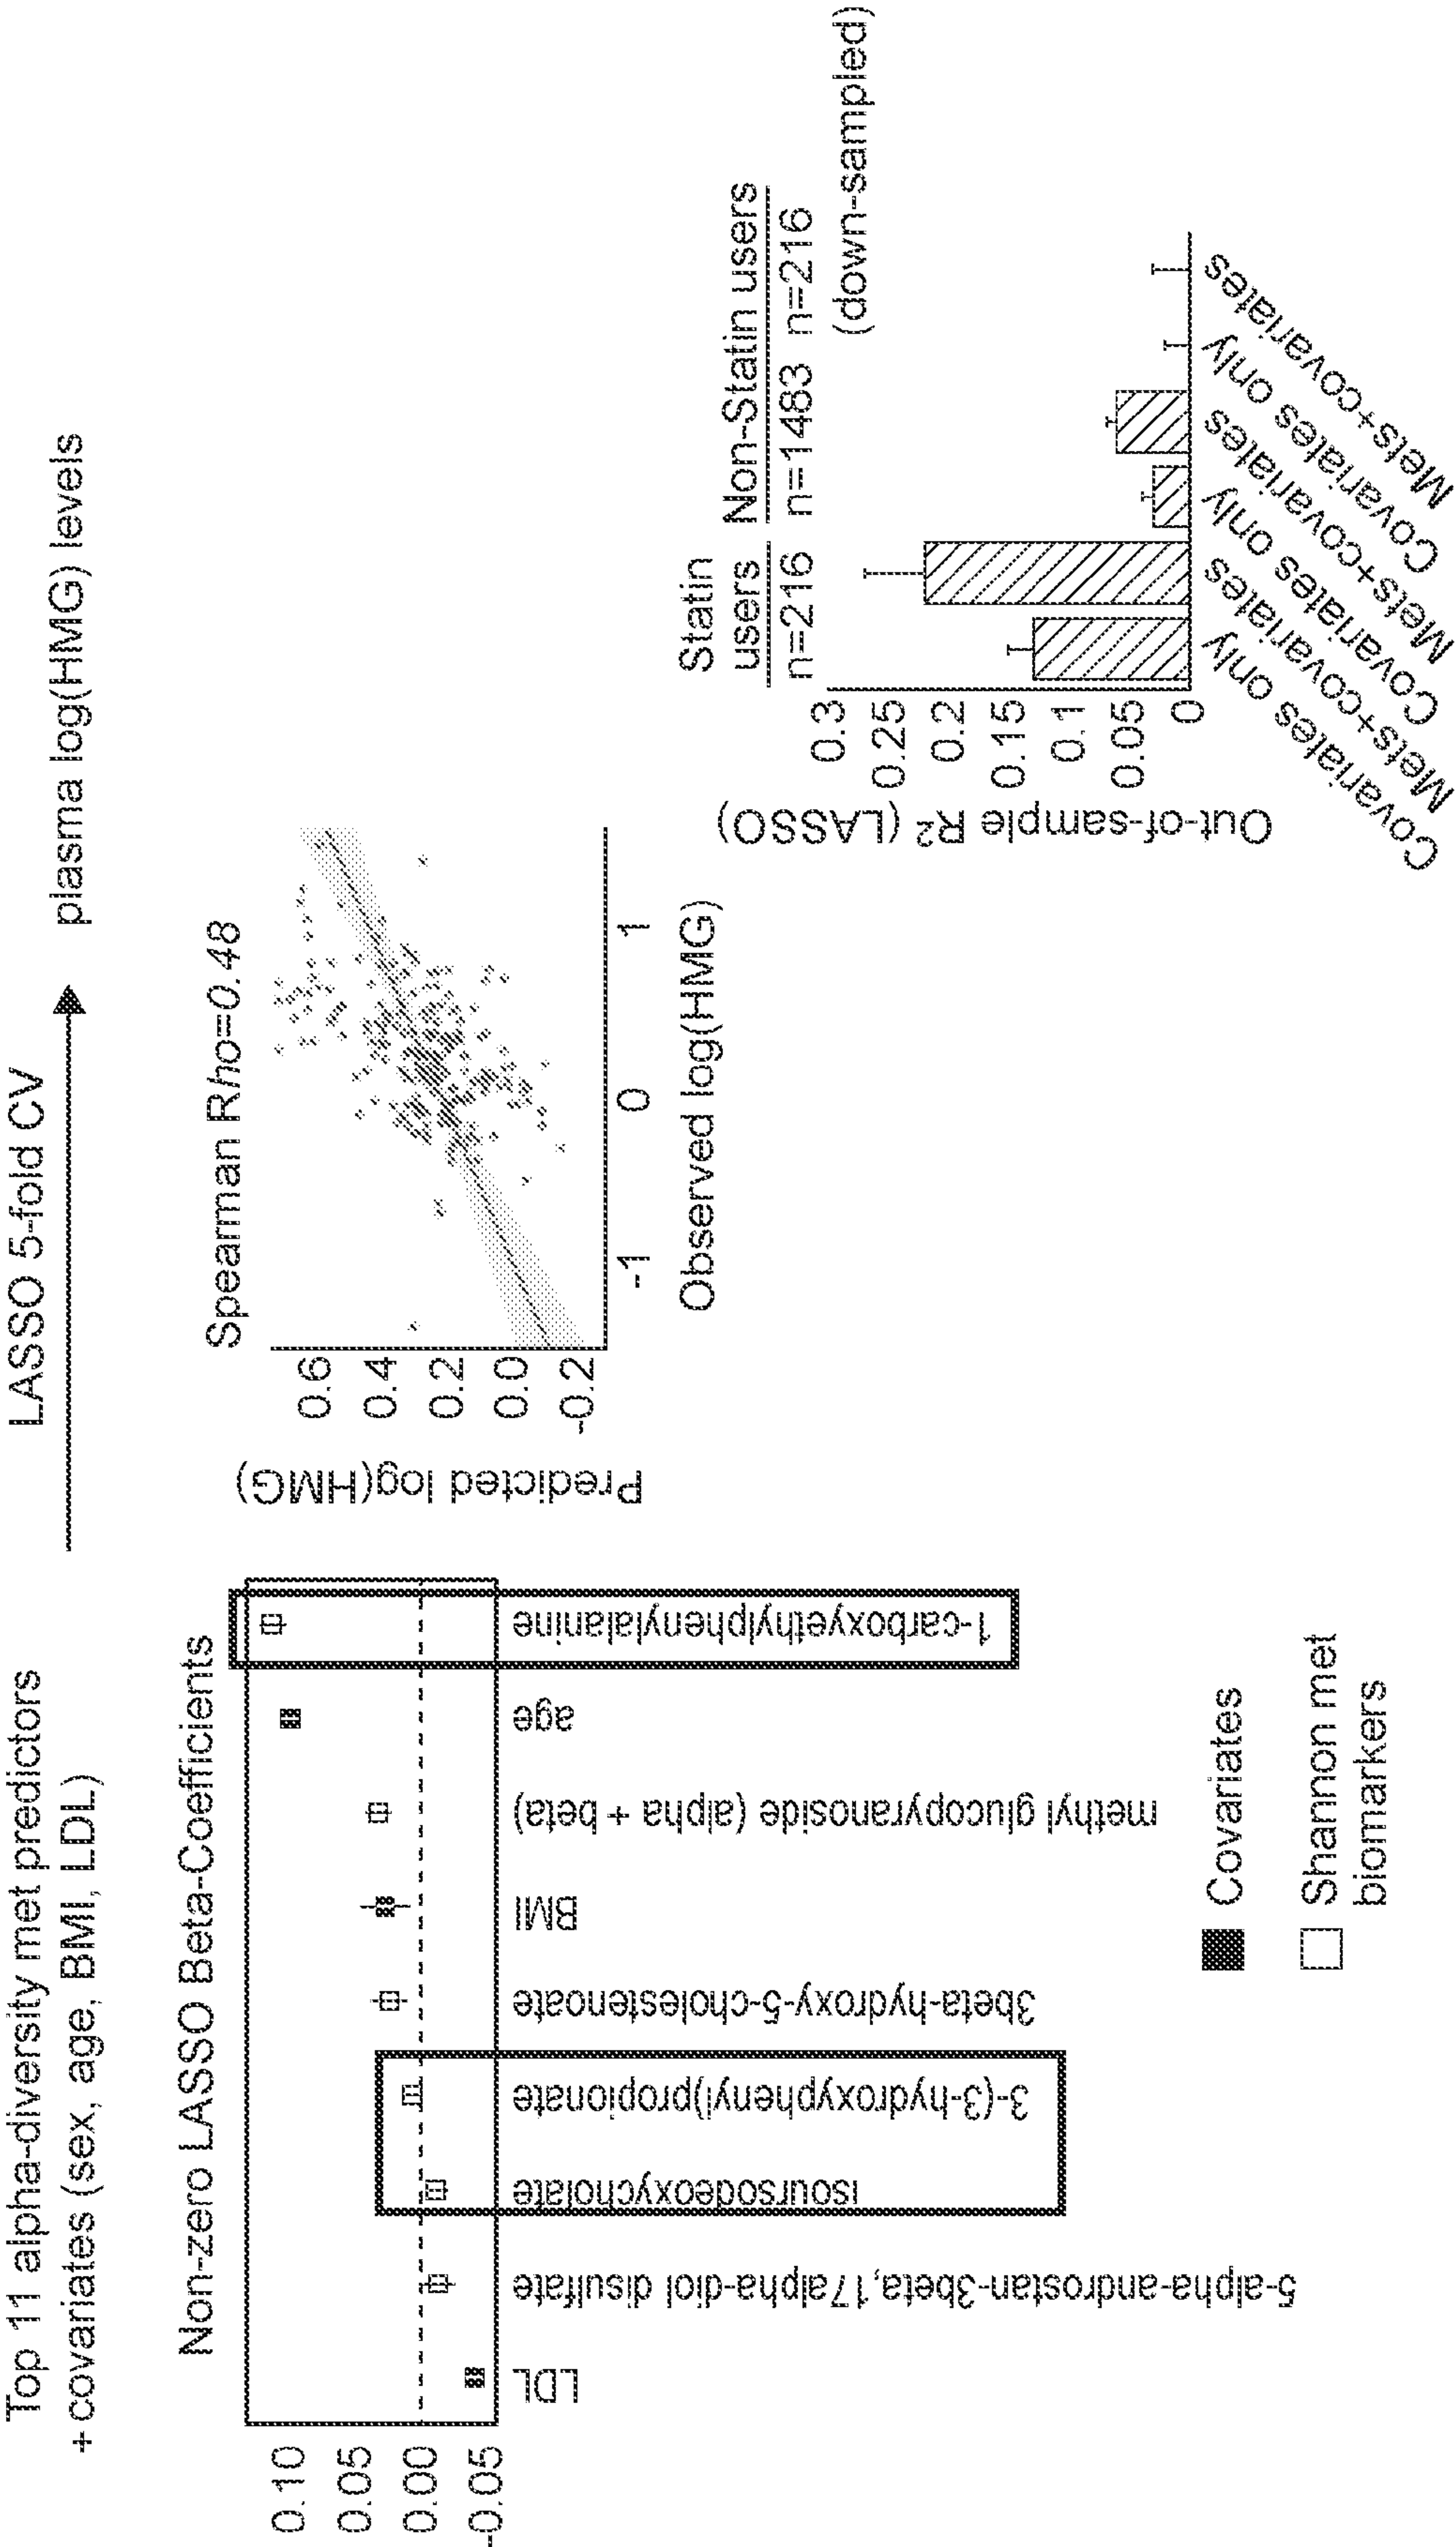 Top 11 alpha-diversity met predictors
+covariates (sex, age, BMI, LDL)
LASSO 5-fold CV
plasma log(HMG) levels
Non-zero LASSO Beta-Coefficients
0.10
0.05
0.00
-0.05
LDL
5-alpha-androstan-3beta,17alpha-diol disulfate
isoursodeoxycholate
3-(3-hydroxyphenyl)propionate
3beta-hydroxy-5-cholestenoate
BMI
methyl glucopyranoside (alpha + beta)
age
1-carboxyethylphenylalanine
Covariates
Shannon met
biomarkers
Spearman Rho=0.48
Predicted log(HMG)
0.6
0.4
0.2
0.0
-0.2
-1
0
1
Observed log(HMG)
Statin
users
n=216
Non-Statin users
n=1483 n=216
(down-sampled)
Out-of-sample R² (LASSO)
0.3
0.25
0.2
0.15
0.1
0.05
0
Covariates only
Mets+covariates
Covariates only
Mets+covariates
Covariates only
Mets+covariates